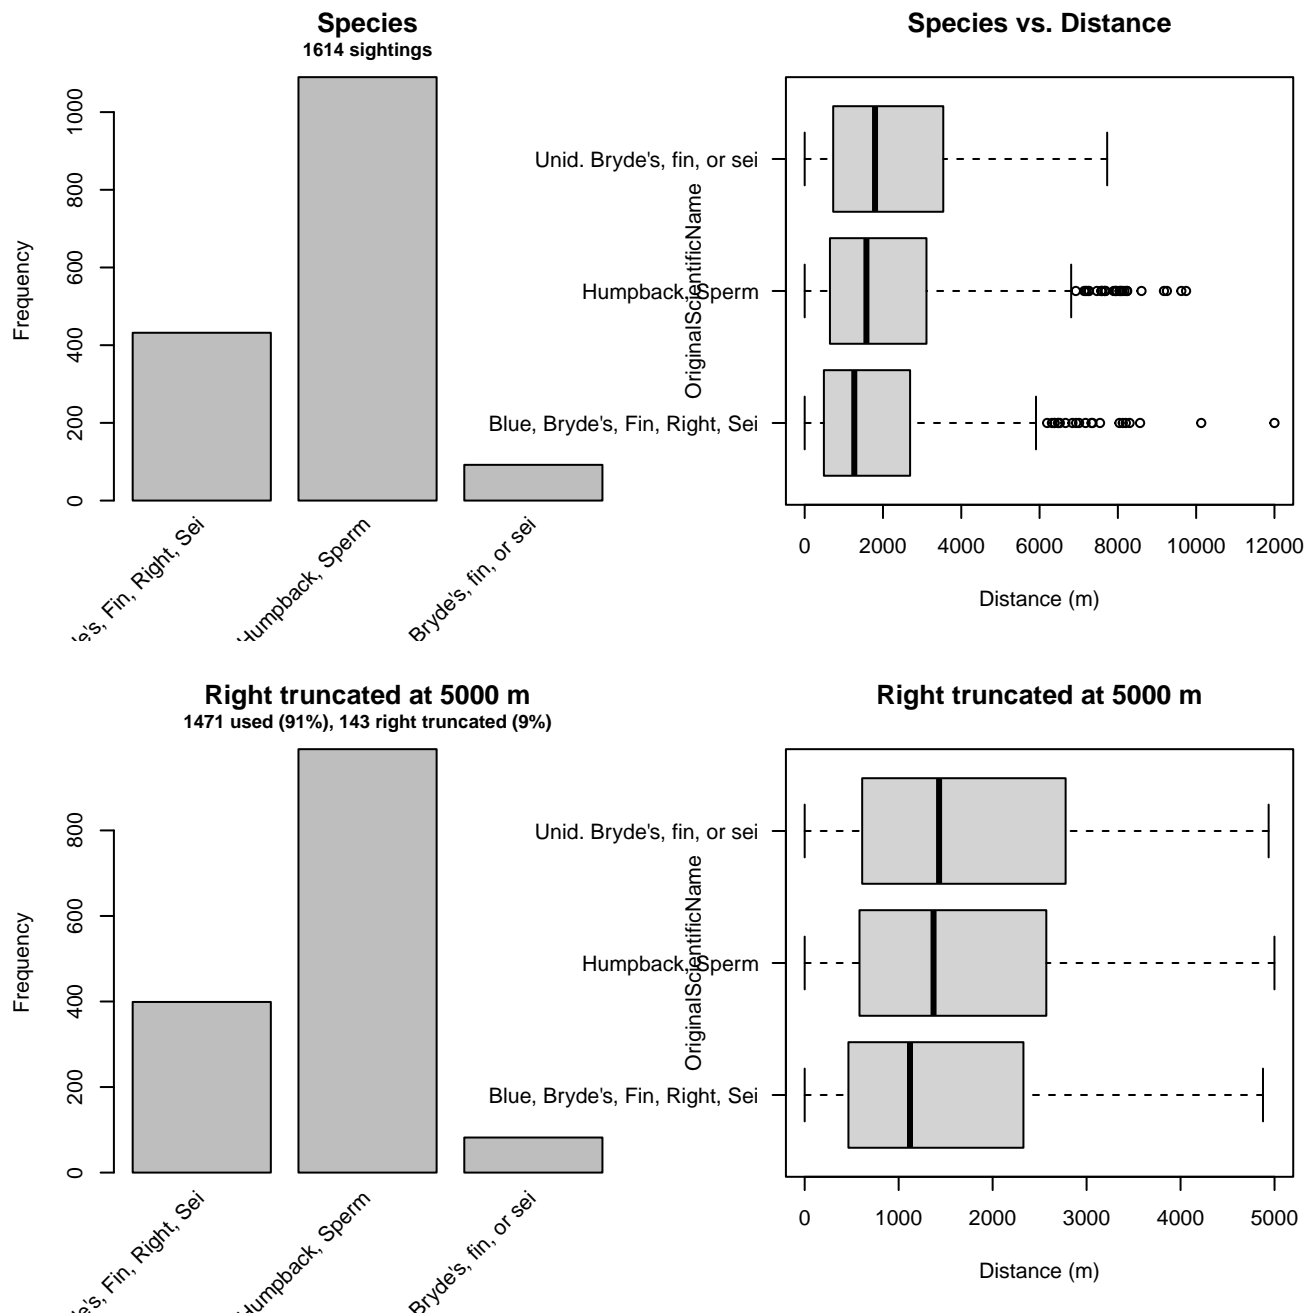 Species
1614 sightings
Frequency
0
200
400
600
800
1000
e's, Fin, Right, Sei
Humpback, Sperm
Bryde's, fin, or sei
Species vs. Distance
OriginalScientificName
Unid. Bryde's, fin, or sei
Humpback, Sperm
Blue, Bryde's, Fin, Right, Sei
0 2000 4000 6000 8000 10000 12000
Distance (m)
Right truncated at 5000 m
1471 used (91%), 143 right truncated (9%)
Frequency
0
200
400
600
800
e's, Fin, Right, Sei
Humpback, Sperm
Bryde's, fin, or sei
Right truncated at 5000 m
OriginalScientificName
Unid. Bryde's, fin, or sei
Humpback, Sperm
Blue, Bryde's, Fin, Right, Sei
0 1000 2000 3000 4000 5000
Distance (m)